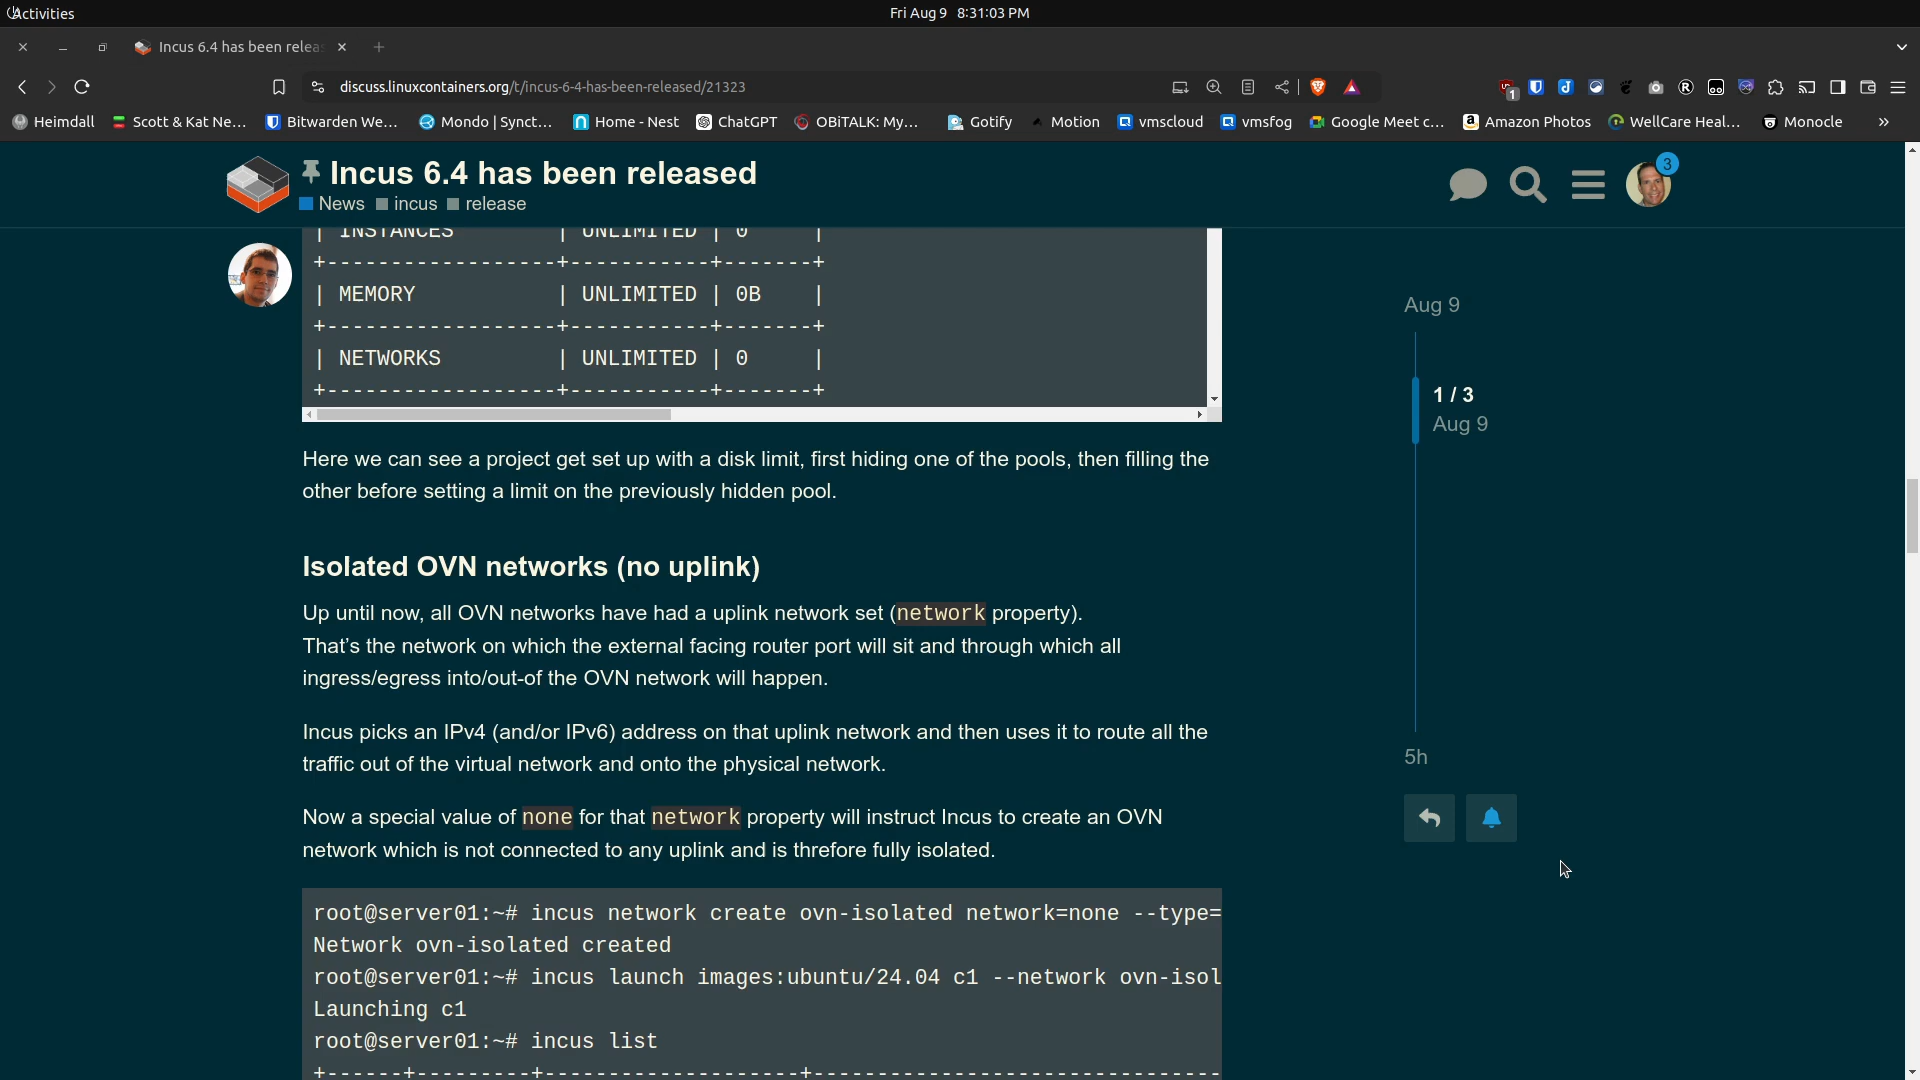 Activities
Fri Aug 9 8:31:03 PM
Incus 6.4 has been relea
discuss.linuxcontainers.org/t/incus-6-4-has-been-released/21323
1
Heimdall Scott & Kat Ne... Bitwarden We... Mondo | Synct... Home - Nest ChatGPT OBiTALK: My... Gotify Motion vmscloud vmsfog Google Meet c... Amazon Photos WellCare Heal... Monocle »
Incus 6.4 has been released
3
News incus release
| INSTANCES | UNLIMITED | 0 |
+------------------+-----------+-------+
| MEMORY | UNLIMITED | 0B |
+------------------+-----------+-------+
| NETWORKS | UNLIMITED | 0 |
+------------------+-----------+-------+
Here we can see a project get set up with a disk limit, first hiding one of the pools, then filling the
other before setting a limit on the previously hidden pool.
Isolated OVN networks (no uplink)
Up until now, all OVN networks have had a uplink network set (network property).
That’s the network on which the external facing router port will sit and through which all
ingress/egress into/out-of the OVN network will happen.
Incus picks an IPv4 (and/or IPv6) address on that uplink network and then uses it to route all the
traffic out of the virtual network and onto the physical network.
Now a special value of none for that network property will instruct Incus to create an OVN
network which is not connected to any uplink and is threfore fully isolated.
root@server01:~# incus network create ovn-isolated network=none --type=
Network ovn-isolated created
root@server01:~# incus launch images:ubuntu/24.04 c1 --network ovn-isol
Launching c1
root@server01:~# incus list
+------+---------+--------------------+--------------------------------
Aug 9
1 / 3
Aug 9
5h